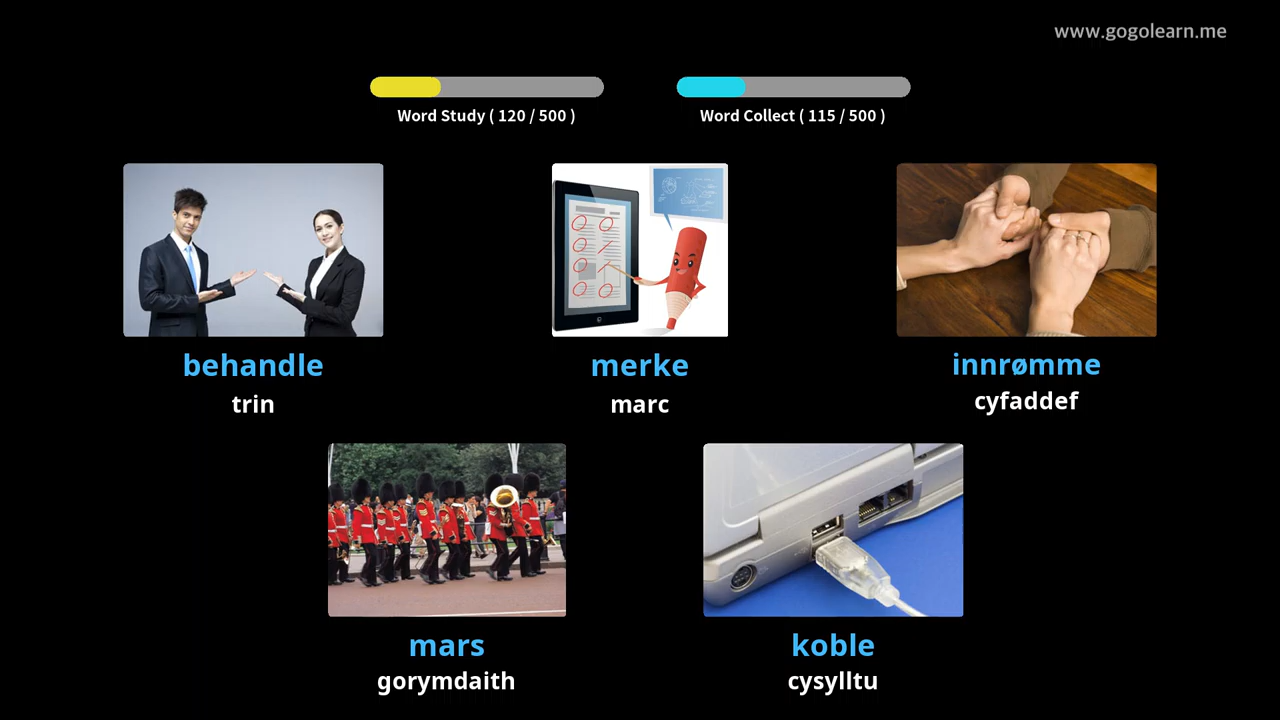 www.gogolearn.me
Word Study ( 120 / 500 )
Word Collect ( 115 / 500 )
behandle
trin
merke
marc
innrømme
cyfaddef
mars
gorymdaith
koble
cysylltu